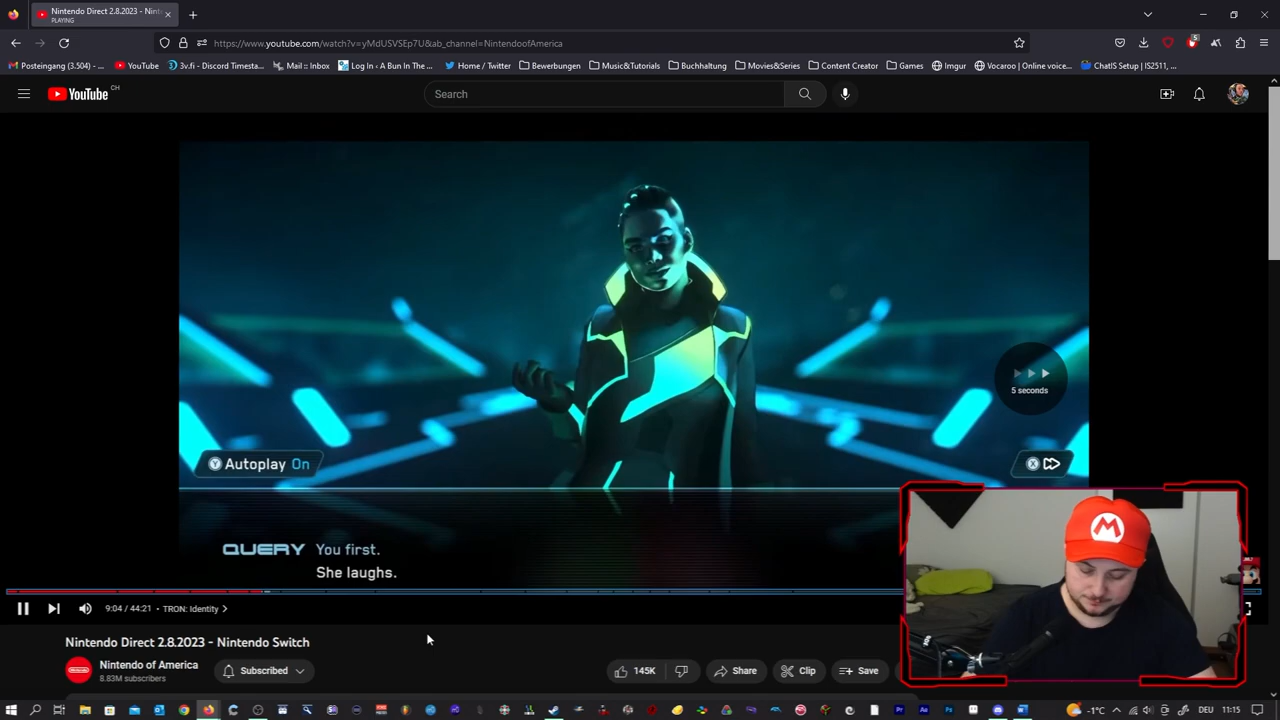 Nintendo Direct 2.8.2023 - Nint
PLAYING
https://www.youtube.com/watch?v=yMdUSVSEp7U&ab_channel=NintendoofAmerica
5
Posteingang (3.504) - ...
YouTube
3v.fi - Discord Timesta...
Mail :: Inbox
Log In ‹ A Bun In The ...
Home / Twitter
Bewerbungen
Music&Tutorials
Buchhaltung
Movies&Series
Content Creator
Games
Imgur
Vocaroo | Online voice...
ChatIS Setup | IS2511, ...
YouTube CH
Search
5 seconds
Y Autoplay On
X
QUERY You first.
She laughs.
M
9:04 / 44:21 • TRON: Identity
Nintendo Direct 2.8.2023 - Nintendo Switch
Nintendo of America
8.83M subscribers
Subscribed
145K
Share
Clip
Save
-1°C
DEU
11:15